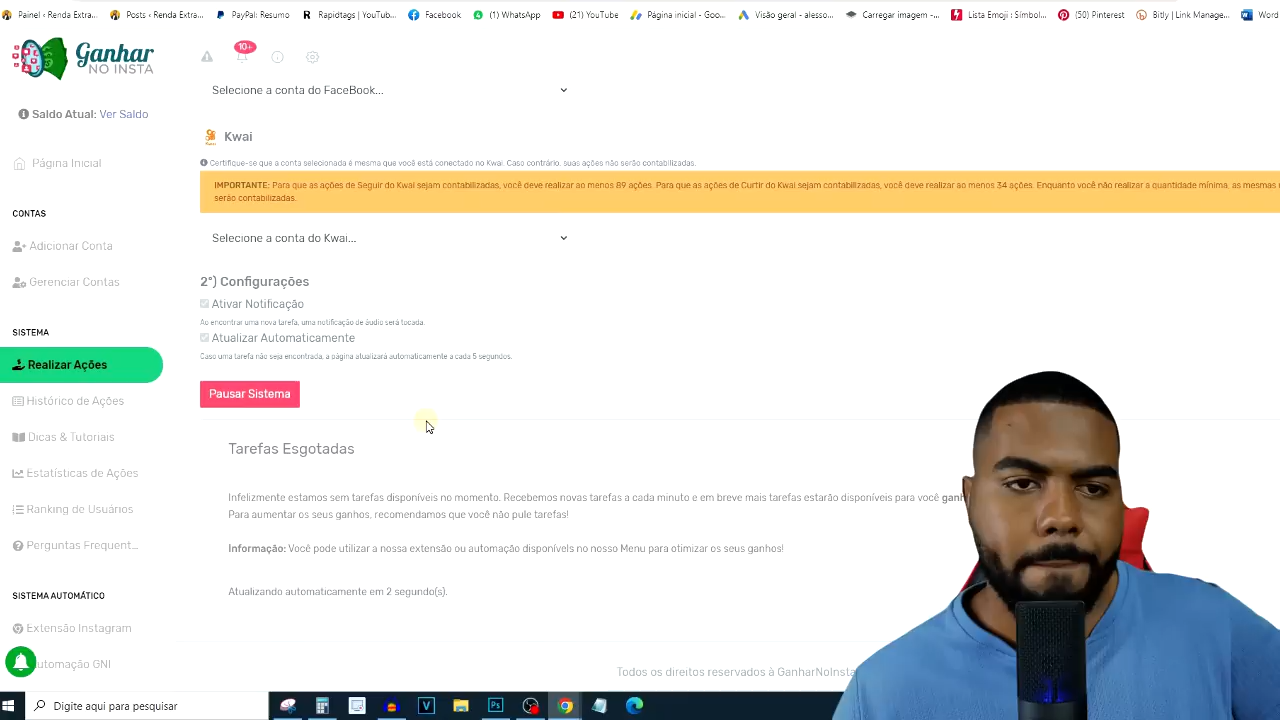 Painel ‹ Renda Extra...
Posts ‹ Renda Extra...
PayPal: Resumo
Rapidtags | YouTub...
Facebook
(1) WhatsApp
(21) YouTube
Página inicial - Goo...
Visão geral - alesso...
Carregar imagem -...
Lista Emoji : Símbol...
(50) Pinterest
Bitly | Link Manage...
Word
Ganhar
NO INSTA
10+
Saldo Atual: Ver Saldo
Página Inicial
CONTAS
Adicionar Conta
Gerenciar Contas
SISTEMA
Realizar Ações
Histórico de Ações
Dicas & Tutoriais
Estatísticas de Ações
Ranking de Usuários
Perguntas Frequent...
SISTEMA AUTOMÁTICO
Extensão Instagram
utomação GNI
Selecione a conta do FaceBook...
Kwai
Certifique-se que a conta selecionada é mesma que você está conectado no Kwai. Caso contrário, suas ações não serão contabilizadas.
IMPORTANTE: Para que as ações de Seguir do Kwai sejam contabilizadas, você deve realizar ao menos 89 ações. Para que as ações de Curtir do Kwai sejam contabilizadas, você deve realizar ao menos 34 ações. Enquanto você não realizar a quantidade mínima, as mesmas
serão contabilizadas.
Selecione a conta do Kwai...
2º) Configurações
Ativar Notificação
Ao encontrar uma nova tarefa, uma notificação de áudio será tocada.
Atualizar Automaticamente
Caso uma tarefa não seja encontrada, a página atualizará automaticamente a cada 5 segundos.
Pausar Sistema
Tarefas Esgotadas
Infelizmente estamos sem tarefas disponíveis no momento. Recebemos novas tarefas a cada minuto e em breve mais tarefas estarão disponíveis para você ganh
Para aumentar os seus ganhos, recomendamos que você não pule tarefas!
Informação: Você pode utilizar a nossa extensão ou automação disponíveis no nosso Menu para otimizar os seus ganhos!
Atualizando automaticamente em 2 segundo(s).
Todos os direitos reservados à GanharNoInsta
Digite aqui para pesquisar